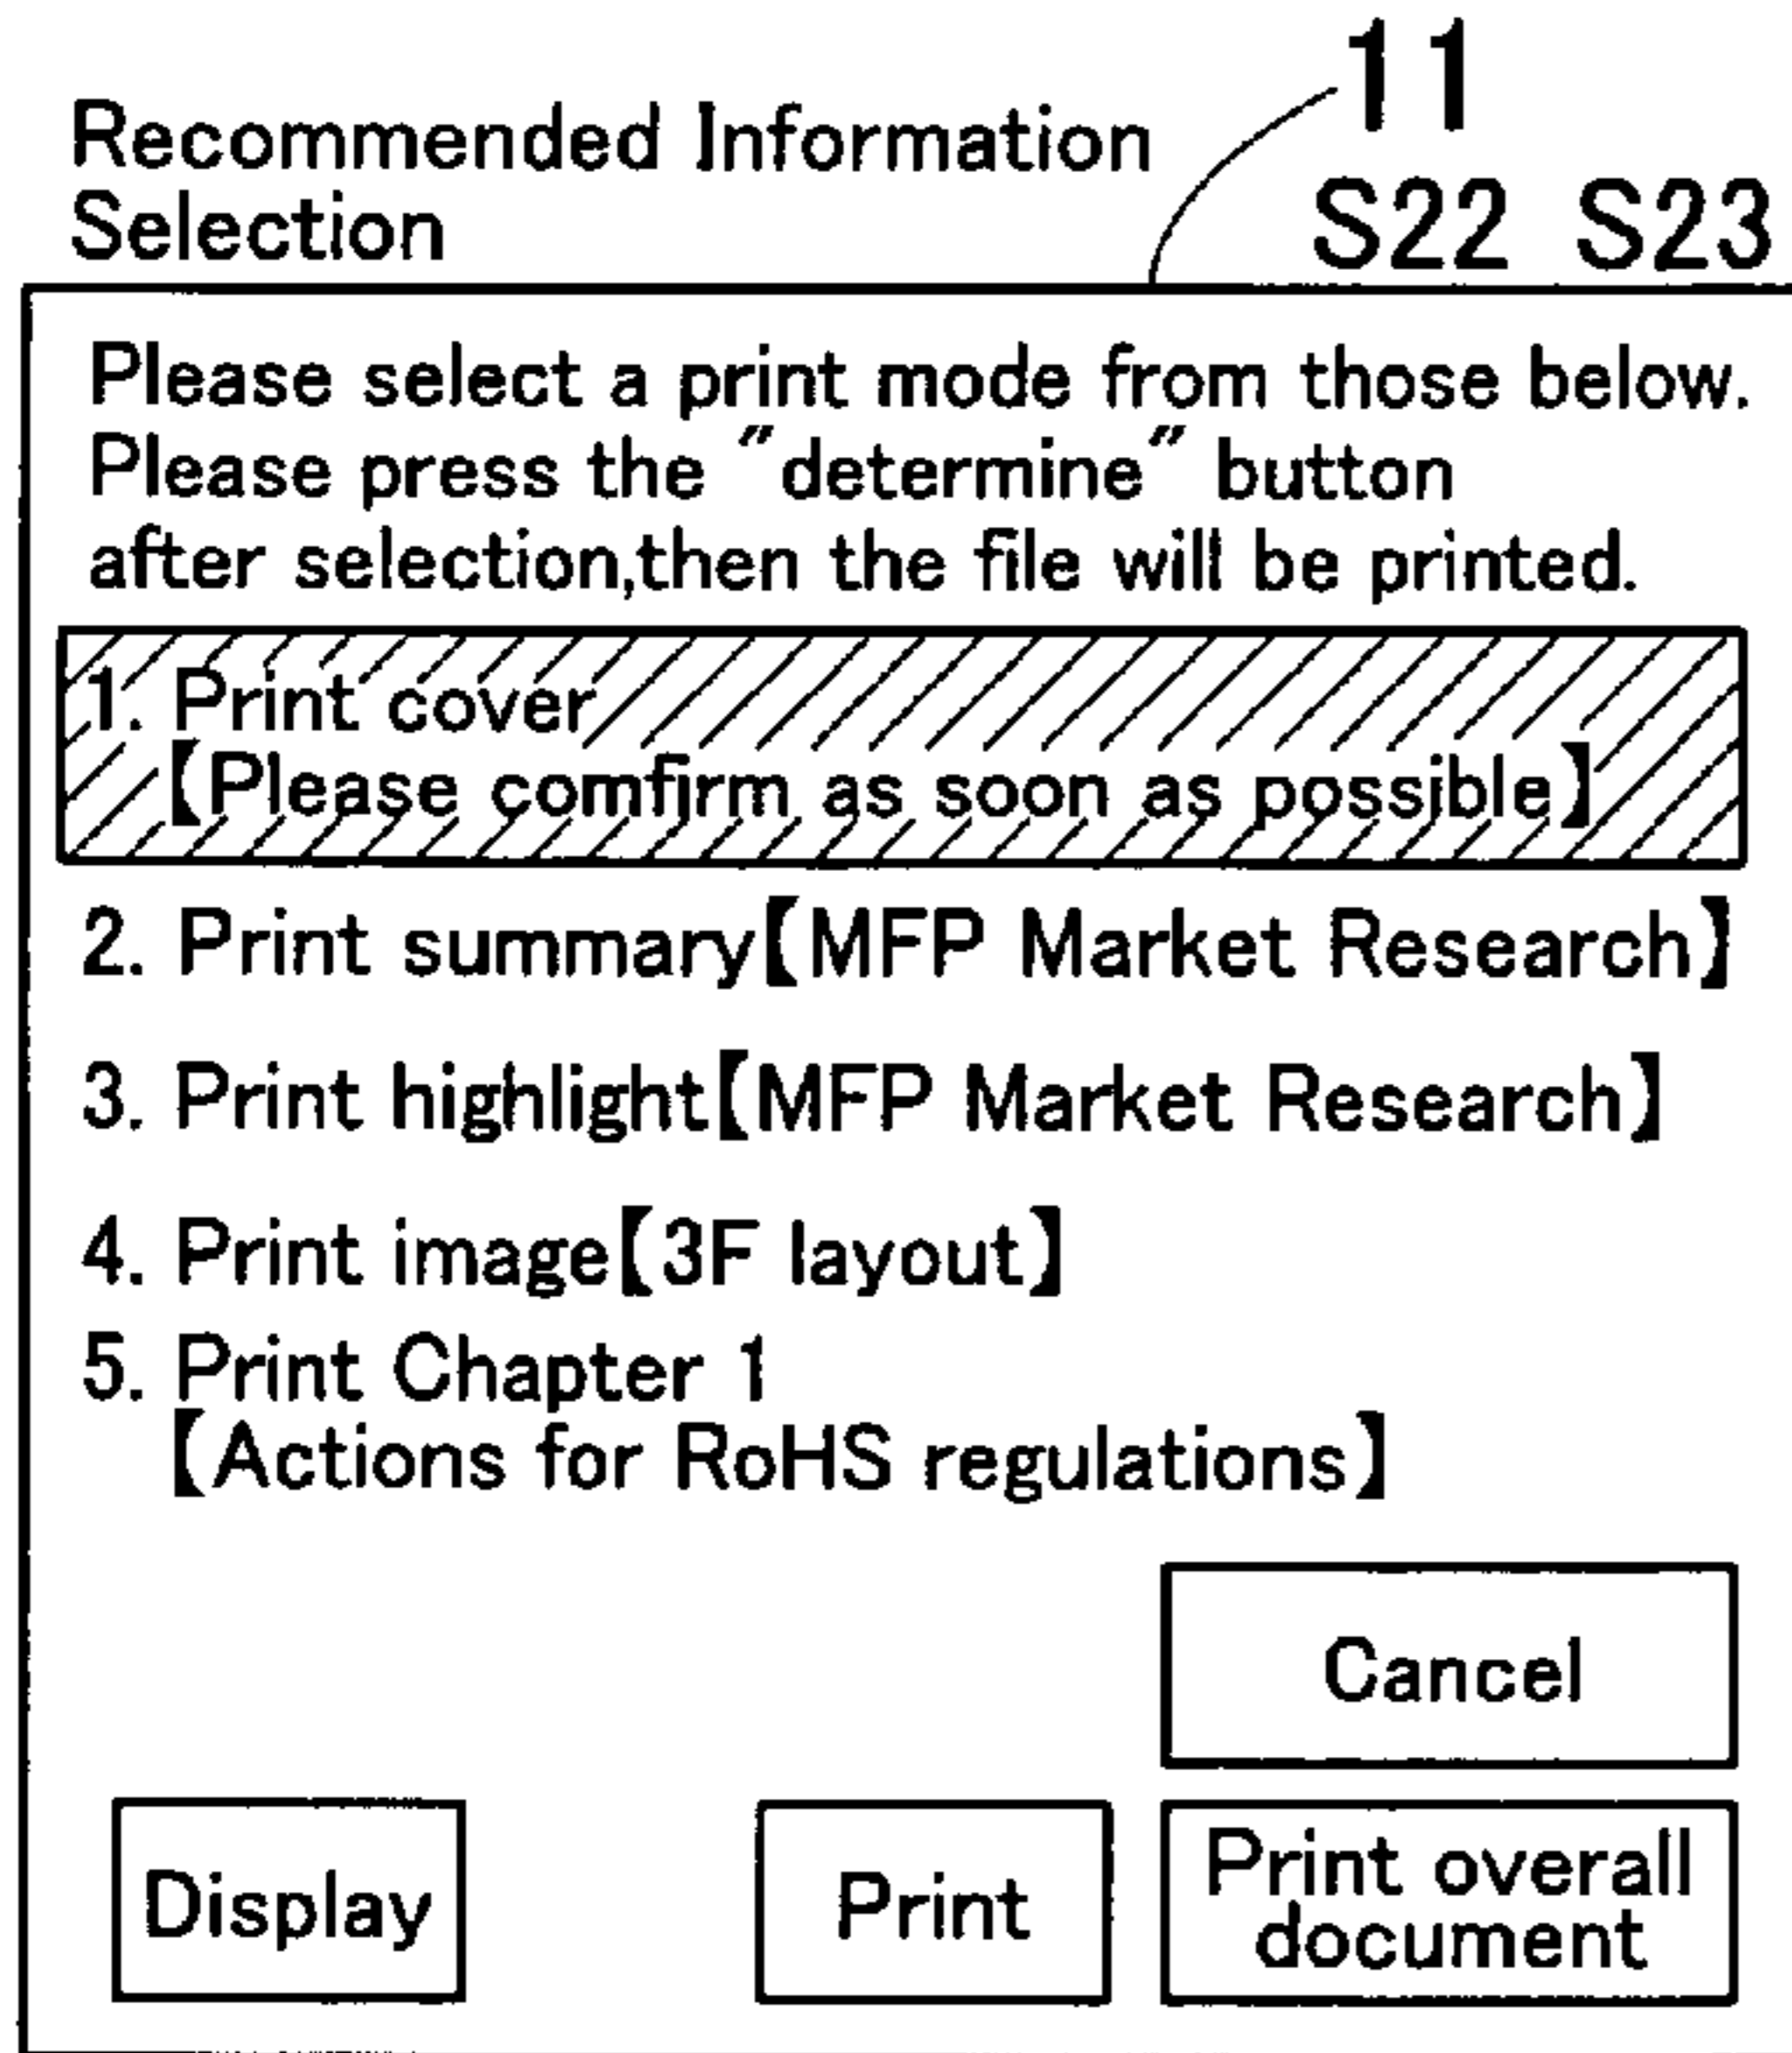 11
Recommended Information
Selection
S22 S23
Please select a print mode from those below.
Please press the "determine" button
after selection,then the file will be printed.
1. Print cover
【Please comfirm as soon as possible】
2. Print summary【MFP Market Research】
3. Print highlight【MFP Market Research】
4. Print image【3F layout】
5. Print Chapter 1
【Actions for RoHS regulations】
Cancel
Display
Print
Print overall
document